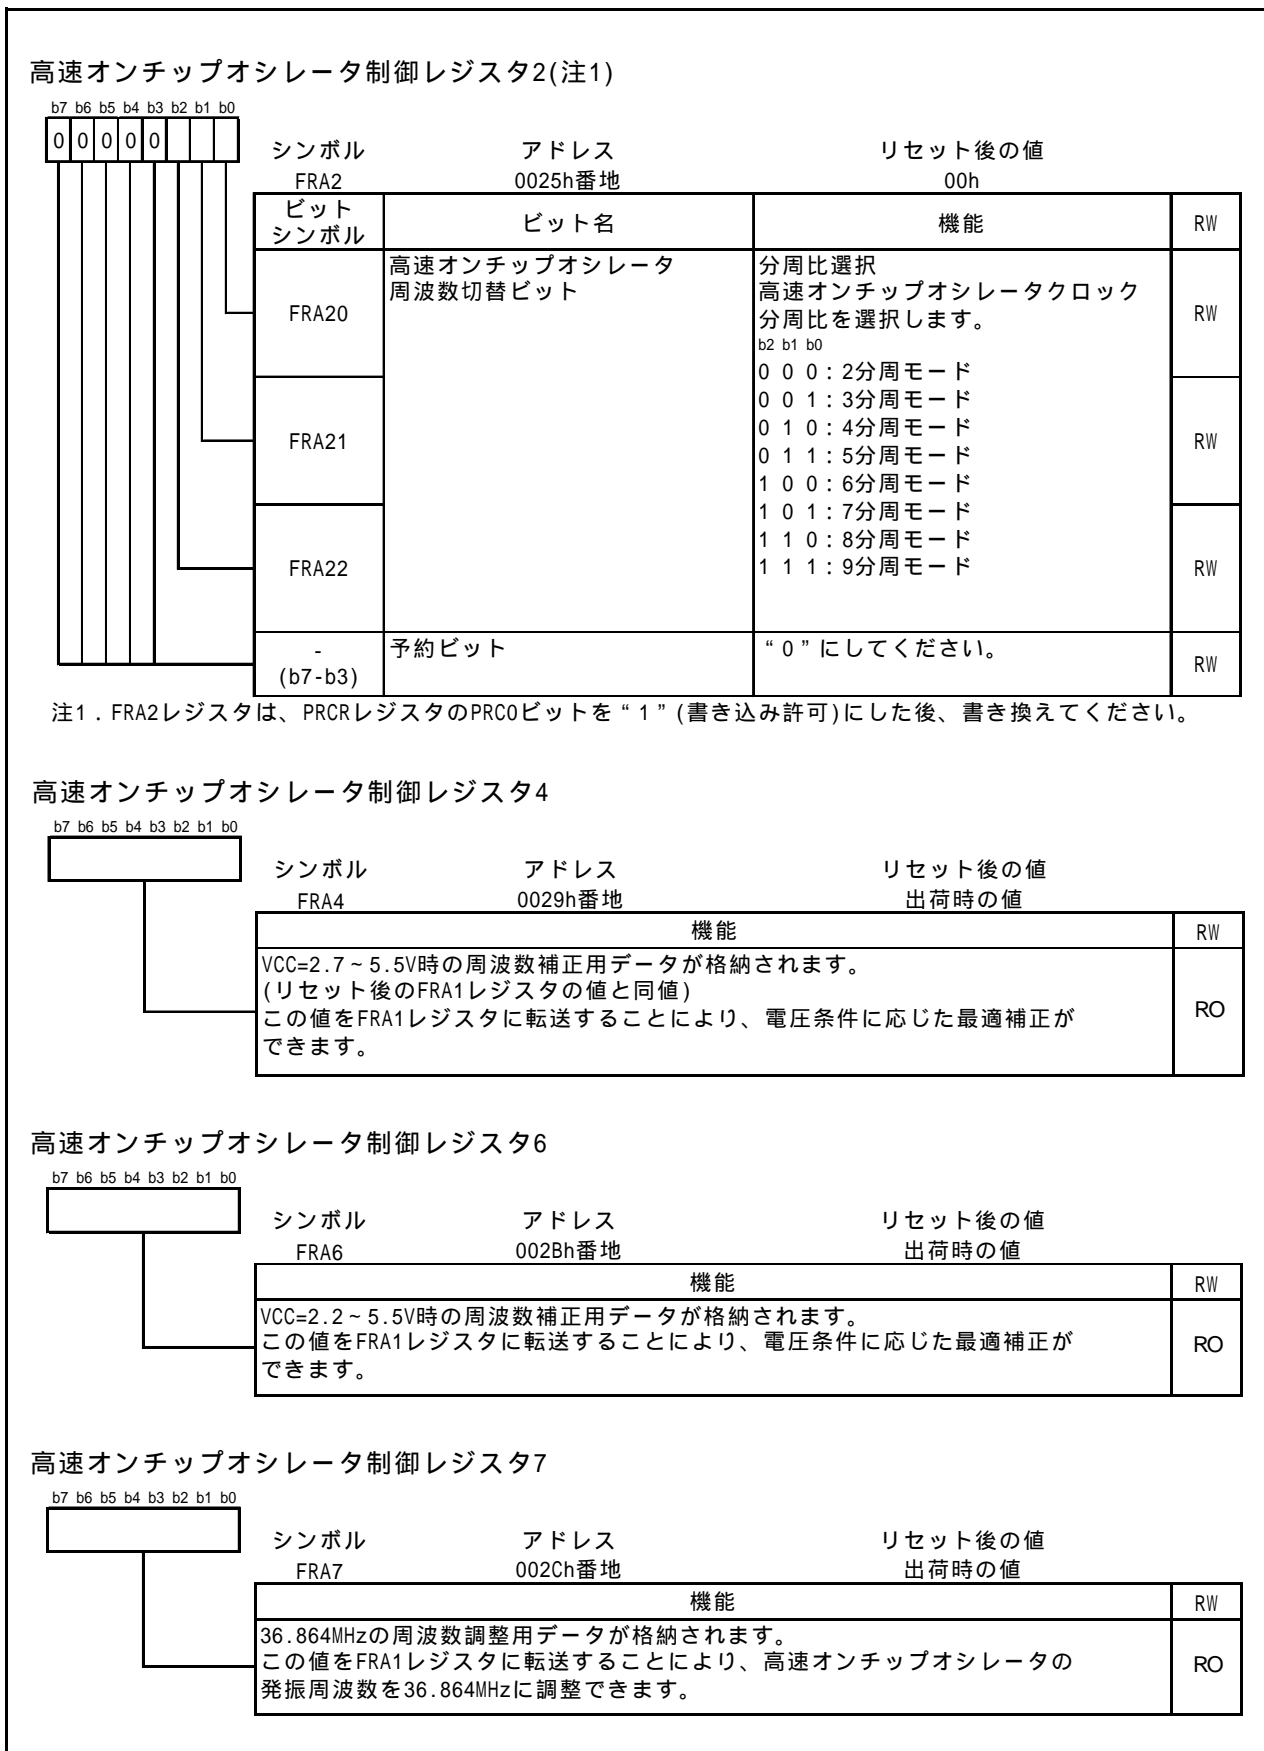 高速オンチップオシレータ制御レジスタ2(注1)
b7 b6 b5 b4 b3 b2 b1 b0
0 0 0 0 0
シンボル アドレス リセット後の値
FRA2 0025h番地 00h
ビットシンボル ビット名 機能 RW
FRA20 高速オンチップオシレータ 分周比選択 RW
周波数切替ビット 高速オンチップオシレータクロック
分周比を選択します。
b2 b1 b0
0 0 0：2分周モード
FRA21 0 0 1：3分周モード RW
0 1 0：4分周モード
0 1 1：5分周モード
1 0 0：6分周モード
FRA22 1 0 1：7分周モード RW
1 1 0：8分周モード
1 1 1：9分周モード
- 予約ビット “0”にしてください。 RW
(b7-b3)
注1．FRA2レジスタは、PRCRレジスタのPRC0ビットを“1”(書き込み許可)にした後、書き換えてください。
高速オンチップオシレータ制御レジスタ4
b7 b6 b5 b4 b3 b2 b1 b0
シンボル アドレス リセット後の値
FRA4 0029h番地 出荷時の値
機能 RW
VCC=2.7～5.5V時の周波数補正用データが格納されます。
(リセット後のFRA1レジスタの値と同値)
この値をFRA1レジスタに転送することにより、電圧条件に応じた最適補正が RO
できます。
高速オンチップオシレータ制御レジスタ6
b7 b6 b5 b4 b3 b2 b1 b0
シンボル アドレス リセット後の値
FRA6 002Bh番地 出荷時の値
機能 RW
VCC=2.2～5.5V時の周波数補正用データが格納されます。
この値をFRA1レジスタに転送することにより、電圧条件に応じた最適補正が RO
できます。
高速オンチップオシレータ制御レジスタ7
b7 b6 b5 b4 b3 b2 b1 b0
シンボル アドレス リセット後の値
FRA7 002Ch番地 出荷時の値
機能 RW
36.864MHzの周波数調整用データが格納されます。
この値をFRA1レジスタに転送することにより、高速オンチップオシレータの RO
発振周波数を36.864MHzに調整できます。